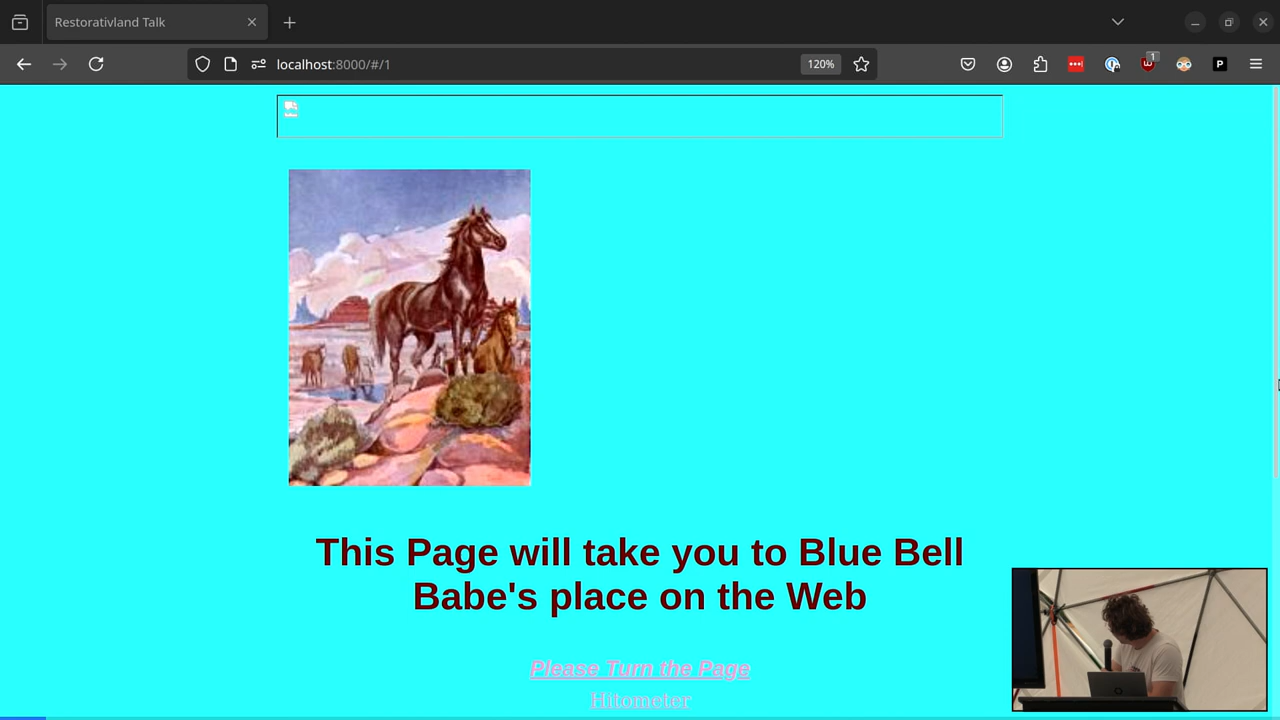 Restorativland Talk
localhost:8000/#/1
120%
1
P
This Page will take you to Blue Bell
Babe's place on the Web
Please Turn the Page
Hitometer